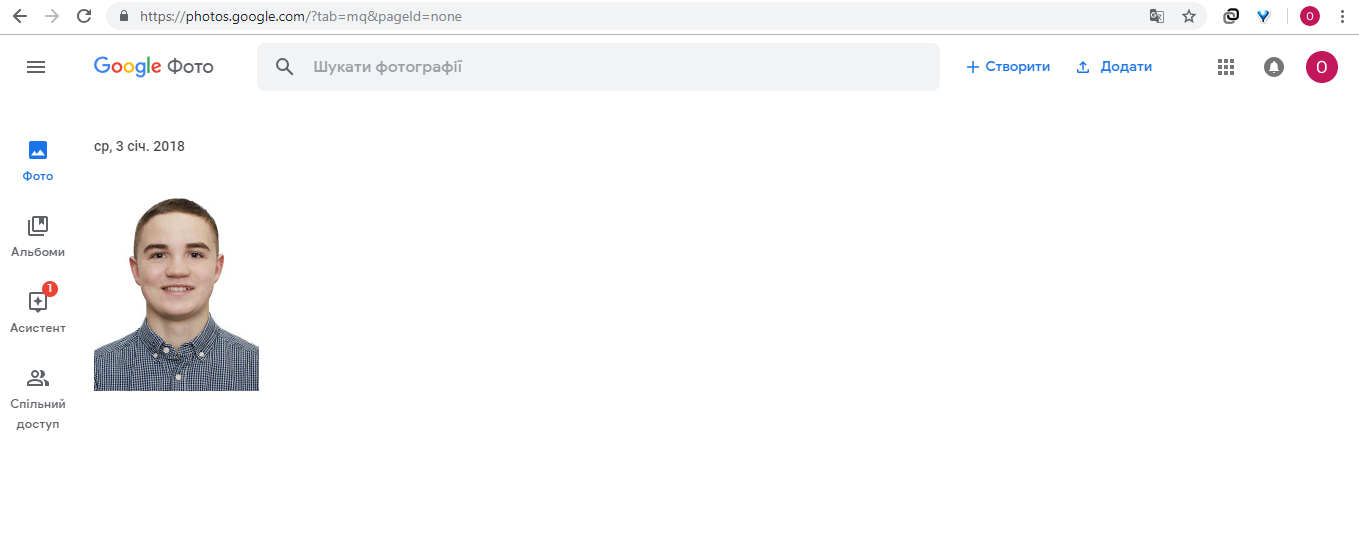 https://photos.google.com/?tab=mq&pageId=none
O
Google Фото
Шукати фотографії
Створити
Додати
O
ср, 3 січ. 2018
Фото
Альбоми
1
Асистент
Спільний
доступ